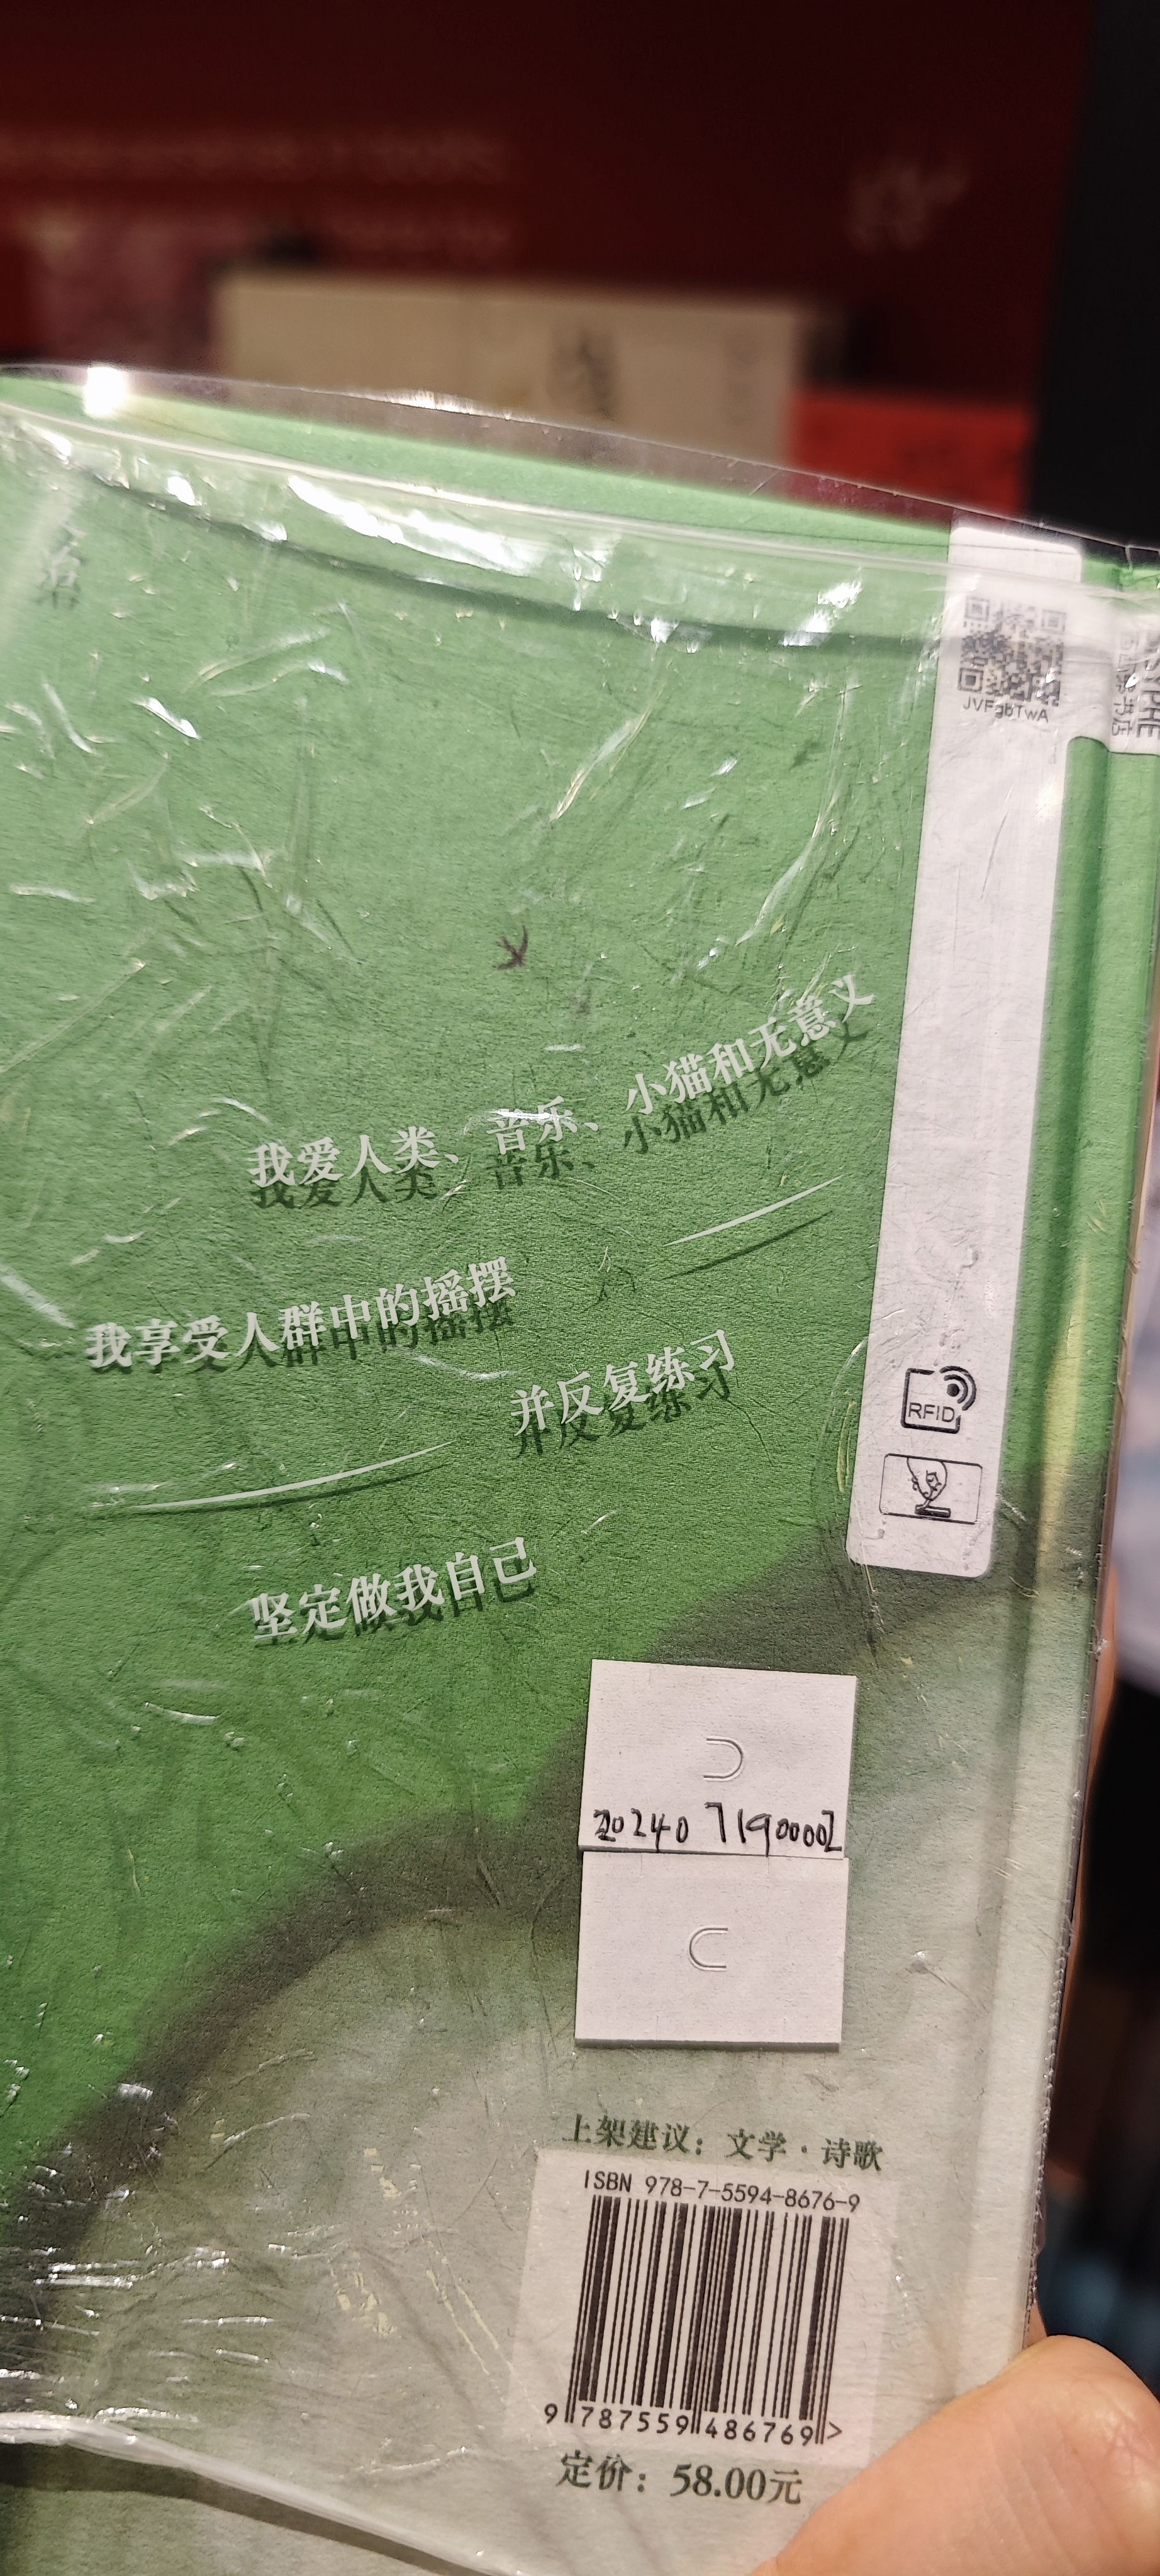 JVFgbTwA
我爱人类、音乐、小猫和无意义
我享受人群中的摇摆
并反复练习
坚定做我自己
RFID
202407190002
上架建议：文学·诗歌
ISBN 978-7-5594-8676-9
9 787559 486769 >
定价：58.00元